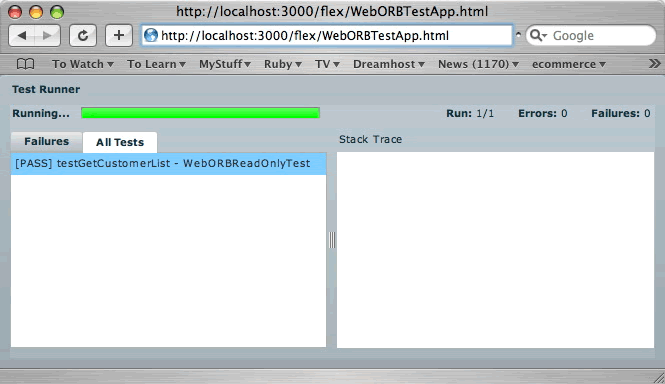 http://localhost:3000/flex/WebORBTestApp.html
http://localhost:3000/flex/WebORBTestApp.html Google
To Watch To Learn MyStuff Ruby TV Dreamhost News (1170) ecommerce
Test Runner
Running... Run: 1/1 Errors: 0 Failures: 0
Failures All Tests Stack Trace
[PASS] testGetCustomerList - WebORBReadOnlyTest